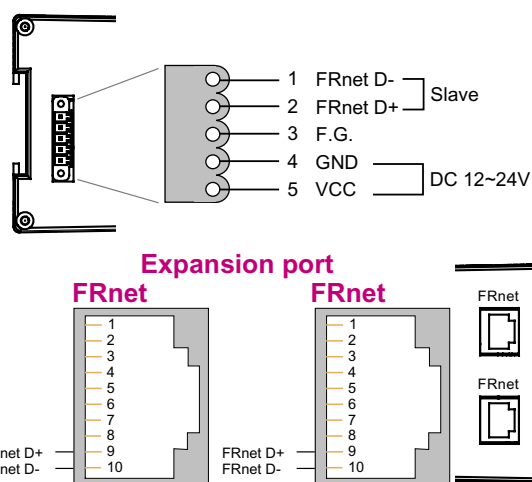 1 FRnet D-
2 FRnet D+
Slave
3 F.G.
4 GND
5 VCC
DC 12~24V
Expansion port
FRnet FRnet
1
2
3
4
5
6
7
8
net D+ 9
net D- 10
1
2
3
4
5
6
7
8
FRnet D+ 9
FRnet D- 10
FRnet
FRnet